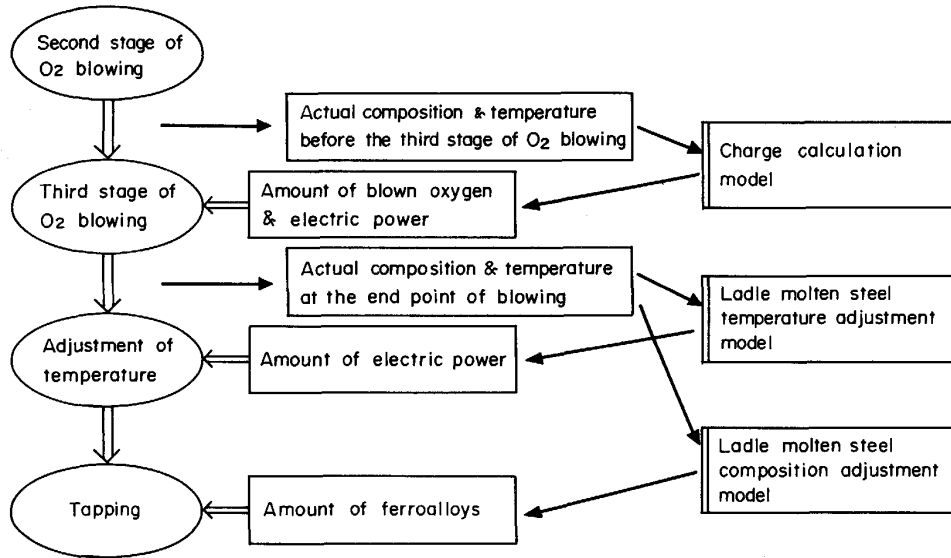 Second stage of
O2 blowing
Actual composition & temperature
before the third stage of O2 blowing
Charge calculation
model
Third stage of
O2 blowing
Amount of blown oxygen
& electric power
Actual composition & temperature
at the end point of blowing
Ladle molten steel
temperature adjustment
model
Adjustment of
temperature
Amount of electric power
Ladle molten steel
composition adjustment
model
Tapping
Amount of ferroalloys